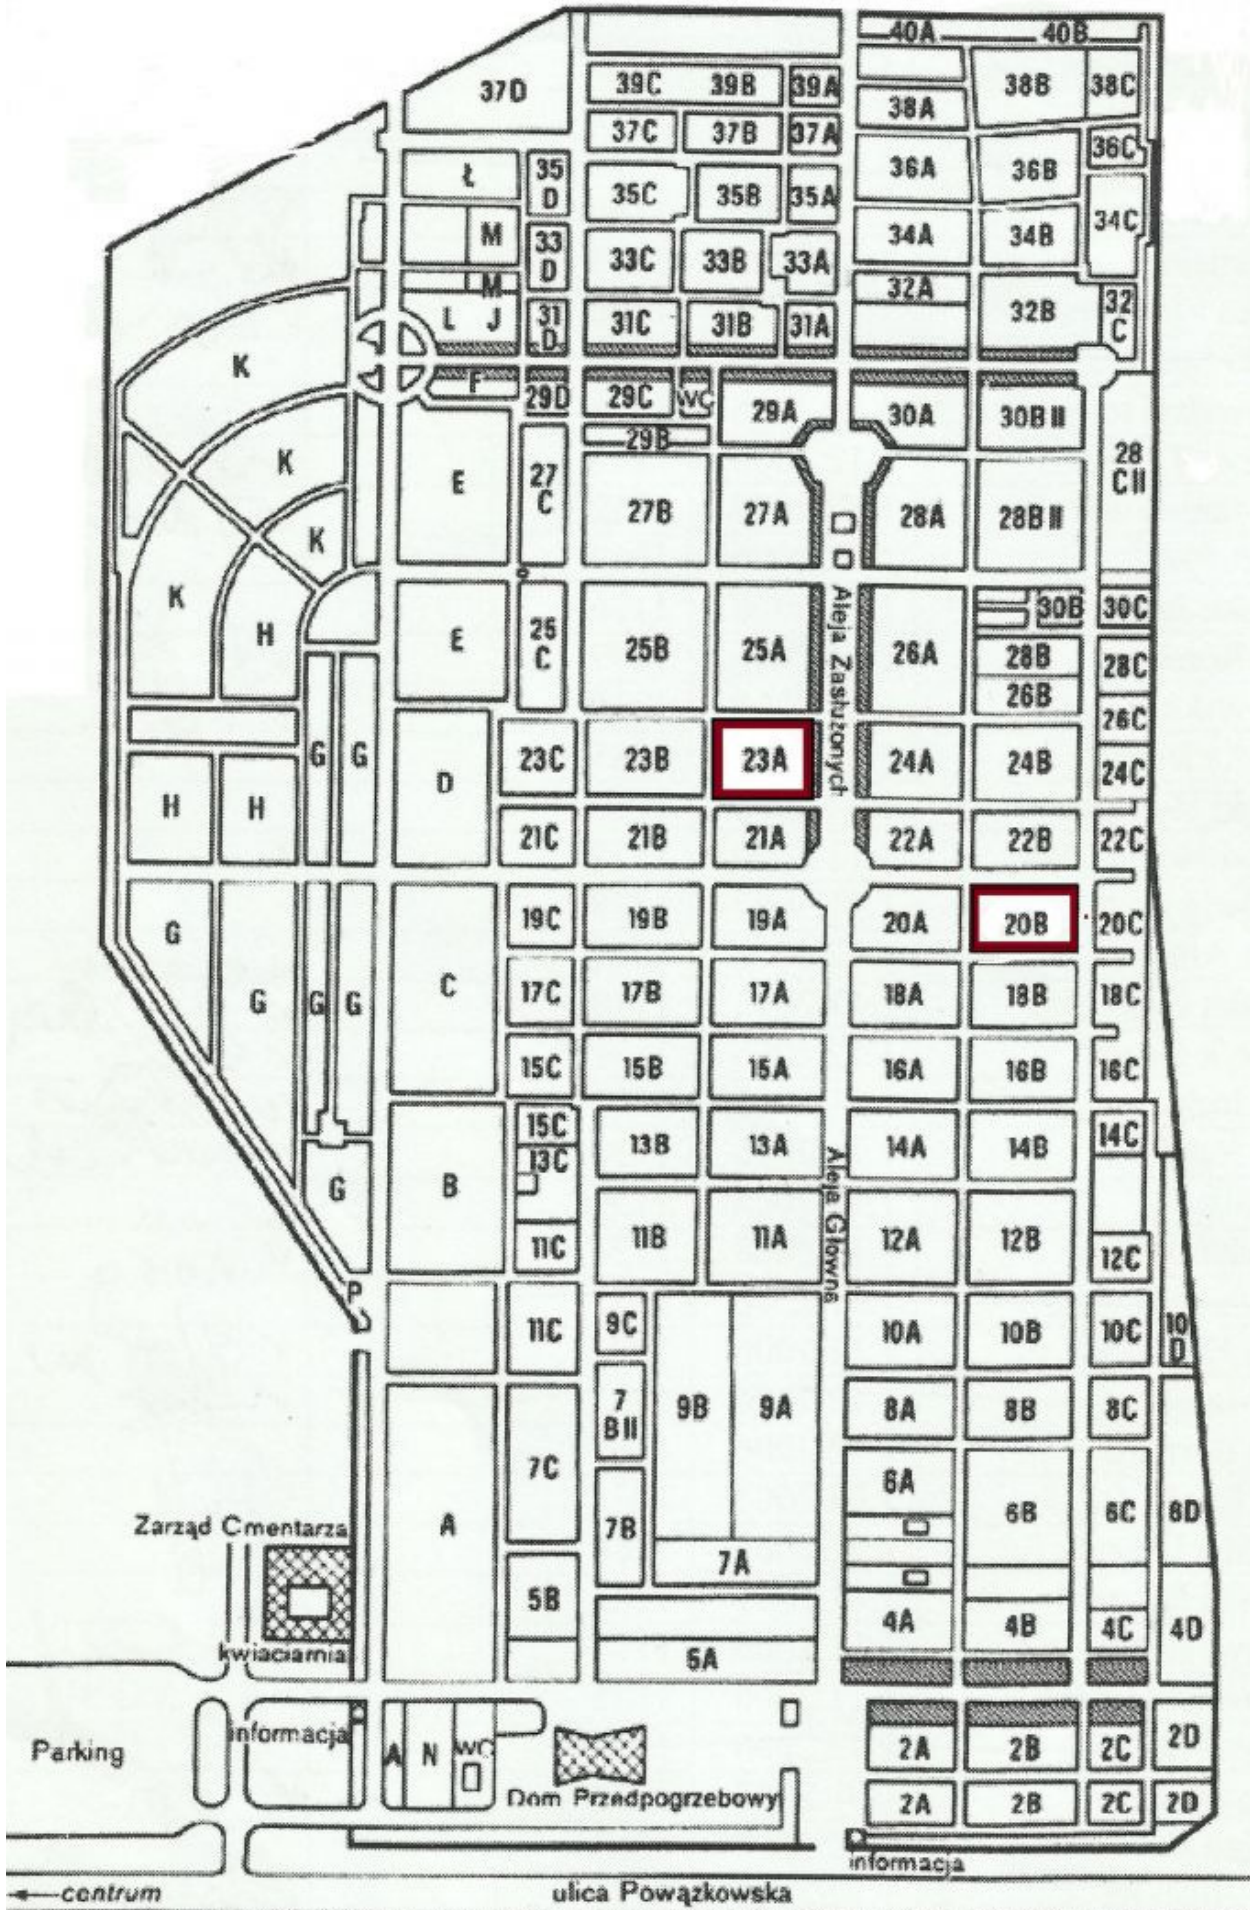 40A 40B
37D 39C 39B 39A 38B 38C
38A
37C 37B 37A
36C
Ł 35 D 35C 35B 35A 36A 36B
M 33 D 33C 33B 33A 34A 34B 34C
M 32A
L J 31 D 31C 31B 31A 32B 32 C
K
F 29D 29C WC 29A 30A 30B II
29B
K E 27 C 27B 27A 28A 28B II 28 C II
K
K 30B 30C
H E 25 C 25B 25A Aleja Zasłużonych 26A 28B 28C
26B
26C
G G D 23C 23B 23A 24A 24B 24C
H H 21C 21B 21A 22A 22B 22C
G 19C 19B 19A 20A 20B 20C
G G G C 17C 17B 17A 18A 18B 18C
15C 15B 15A 16A 16B 16C
15C 13B 13A 14A 14B 14C
13C
G B Aleja Główna
11C 11B 11A 12A 12B 12C
P
11C 9C 10A 10B 10C 10 D
7 B II 9B 9A 8A 8B 8C
7C 6A
A 7B 6B 6C 6D
Zarząd Cmentarza
7A
5B 4A 4B 4C 4D
kwiaciarnia
5A
informacja
Parking A N WC 2A 2B 2C 2D
Dom Przedpogrzebowy 2A 2B 2C 2D
informacja
centrum ulica Powązkowska